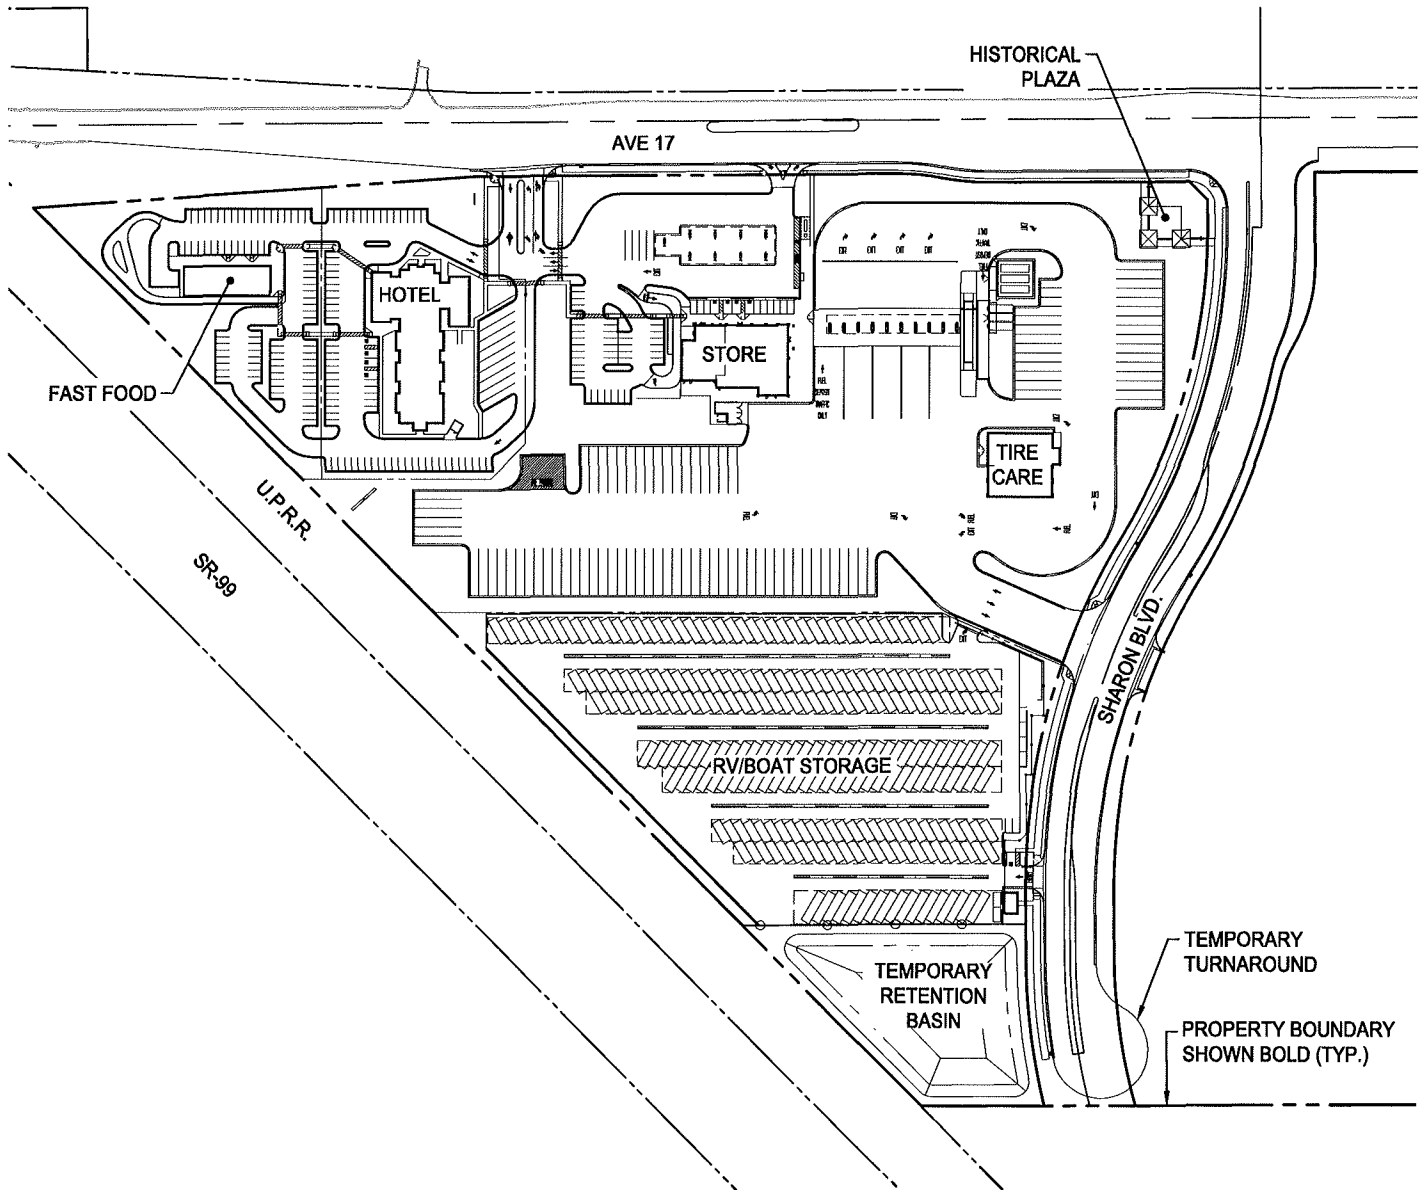 HISTORICAL
PLAZA
AVE 17
HOTEL
STORE
FAST FOOD
TIRE
CARE
U.P.R.R.
SR-99
SHARON BLVD.
RV/BOAT STORAGE
TEMPORARY
RETENTION
BASIN
TEMPORARY
TURNAROUND
PROPERTY BOUNDARY
SHOWN BOLD (TYP.)